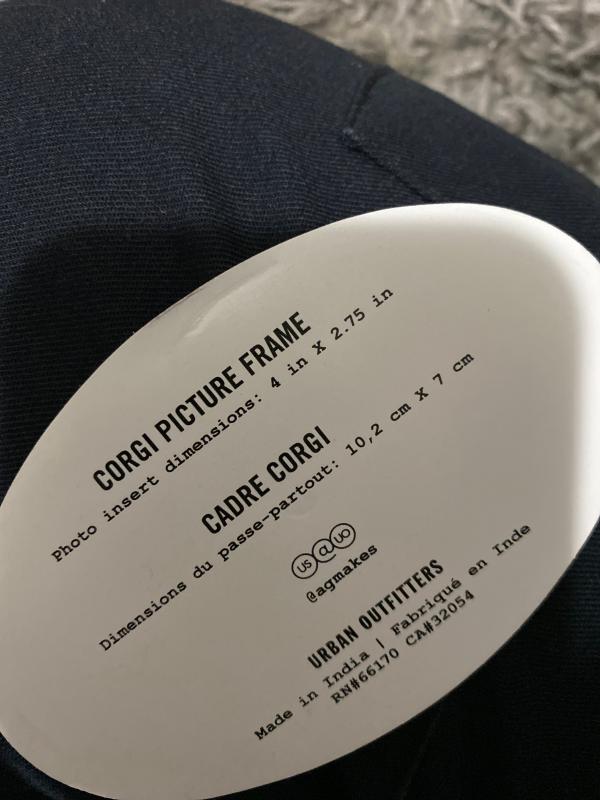 CORGI PICTURE FRAME
Photo insert dimensions: 4 in X 2.75 in
CADRE CORGI
Dimensions du passe-partout: 10,2 cm X 7 cm
US @ UO
@agmakes
URBAN OUTFITTERS
Made in India | Fabriqué en Inde
RN#66170 CA#32054